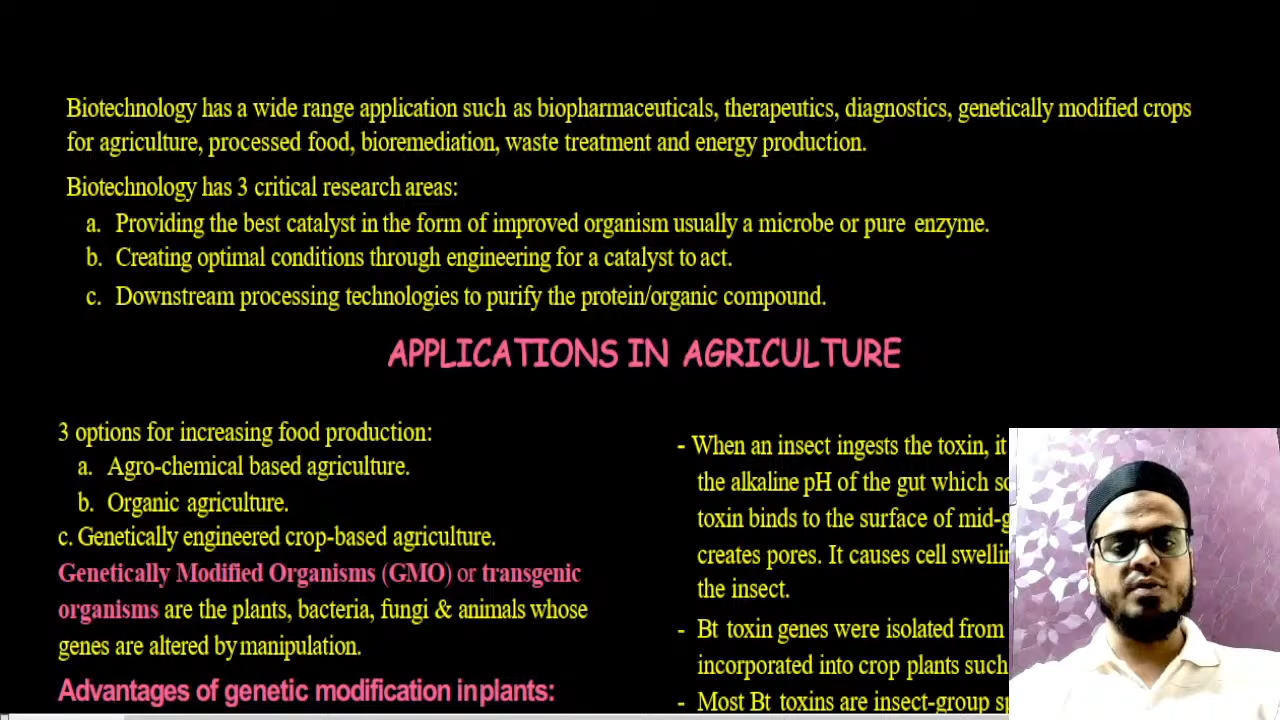 Biotechnology has a wide range application such as biopharmaceuticals, therapeutics, diagnostics, genetically modified crops
for agriculture, processed food, bioremediation, waste treatment and energy production.
Biotechnology has 3 critical research areas:
a. Providing the best catalyst in the form of improved organism usually a microbe or pure enzyme.
b. Creating optimal conditions through engineering for a catalyst to act.
c. Downstream processing technologies to purify the protein/organic compound.
APPLICATIONS IN AGRICULTURE
3 options for increasing food production:
a. Agro-chemical based agriculture.
b. Organic agriculture.
c. Genetically engineered crop-based agriculture.
Genetically Modified Organisms (GMO) or transgenic
organisms are the plants, bacteria, fungi & animals whose
genes are altered by manipulation.
Advantages of genetic modification in plants:
- When an insect ingests the toxin, it
the alkaline pH of the gut which
toxin binds to the surface of
creates pores. It causes cell
the insect.
- Bt toxin genes were isolated from
incorporated into crop plants such
- Most Bt toxins are insect-group